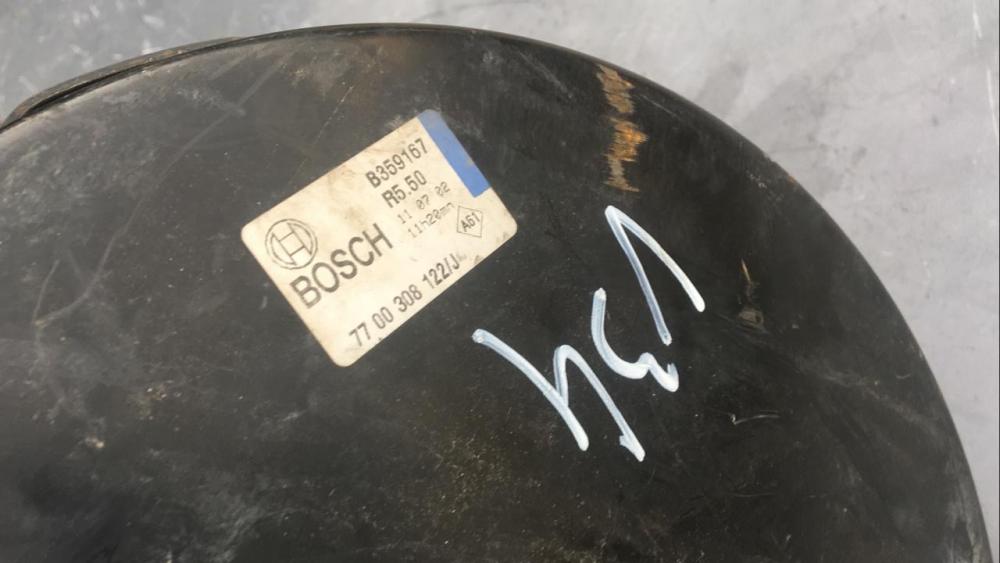 B359167
R5.50
11 07 02
11h20mn
A61
BOSCH
77 00 308 122/J